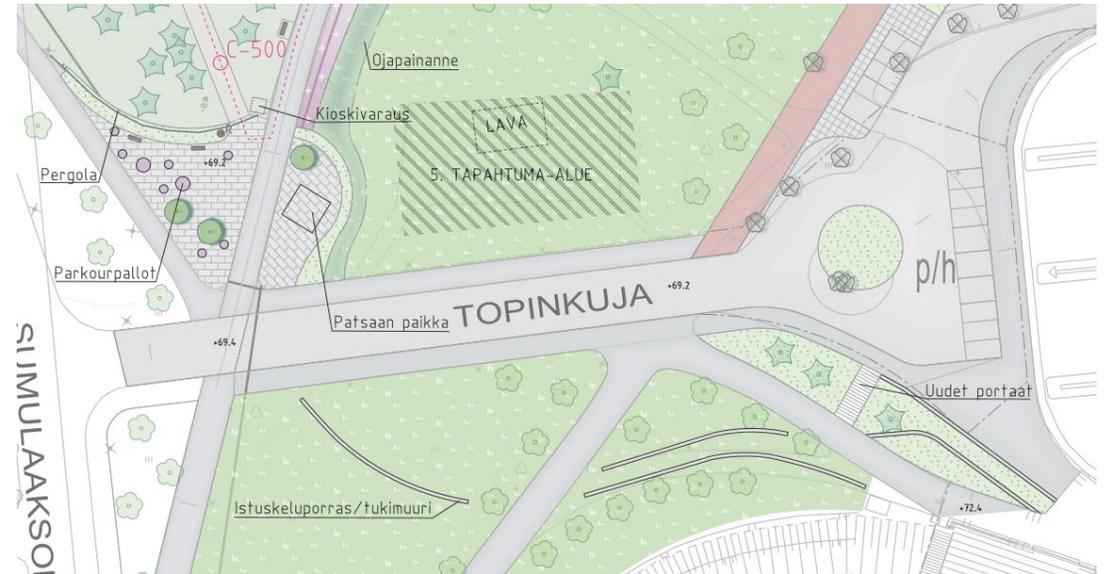 C-500
Ojapainanne
Kioskivaraus
LAVA
+69.2
5. TAPAHTUMA-ALUE
Pergola
Parkourpallot
p/h
TOPINKUJA
+69.2
Patsaan paikka
+69.4
Uudet portaat
Istuskeluporras/tukimuuri
+72.4